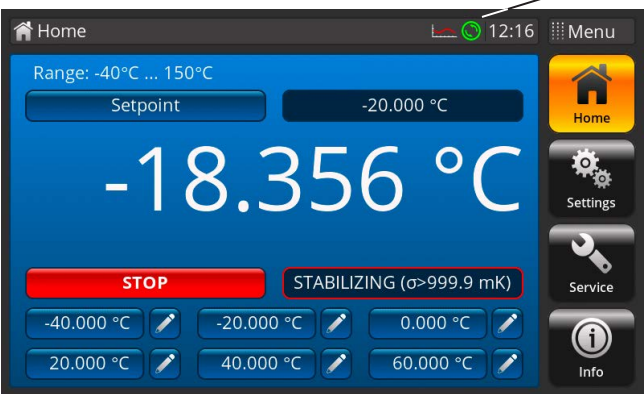 Home 12:16 Menu
Range: -40°C ... 150°C
Setpoint -20.000 °C
Home
-18.356 °C
Settings
STOP STABILIZING (σ>999.9 mK)
Service
-40.000 °C -20.000 °C 0.000 °C
20.000 °C 40.000 °C 60.000 °C
Info